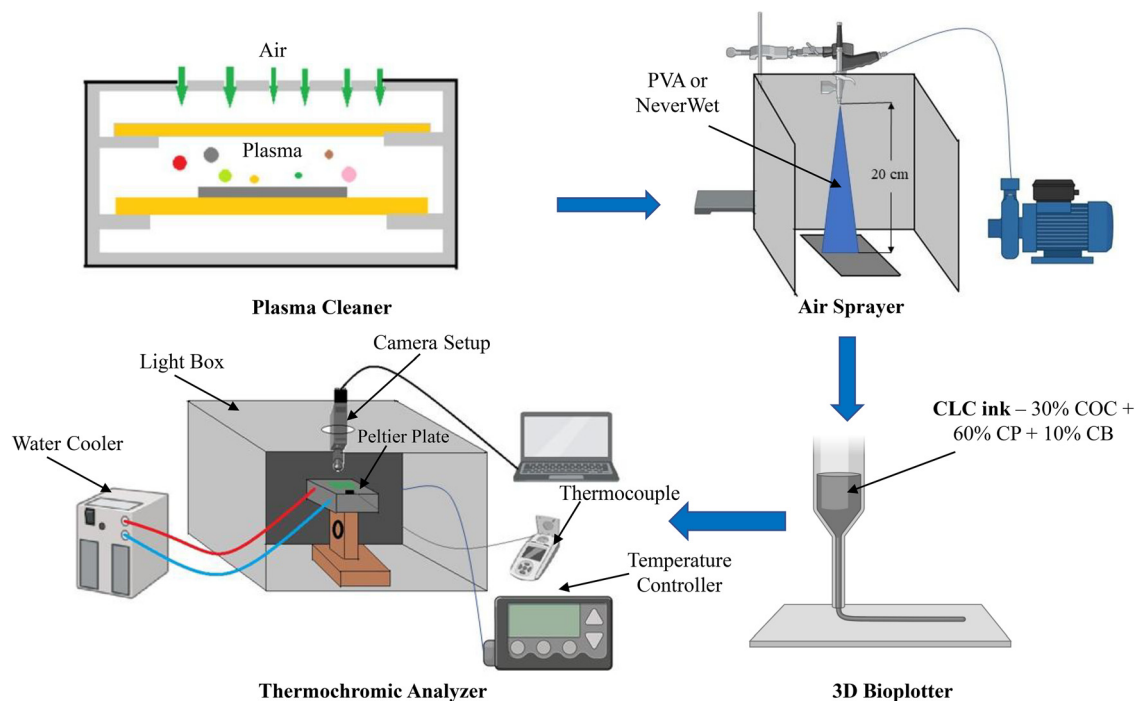 Air
Plasma
Plasma Cleaner
PVA or
NeverWet
20 cm
Air Sprayer
CLC ink – 30% COC +
60% CP + 10% CB
3D Bioplotter
Camera Setup
Light Box
Peltier Plate
Water Cooler
Thermocouple
Temperature
Controller
Thermochromic Analyzer